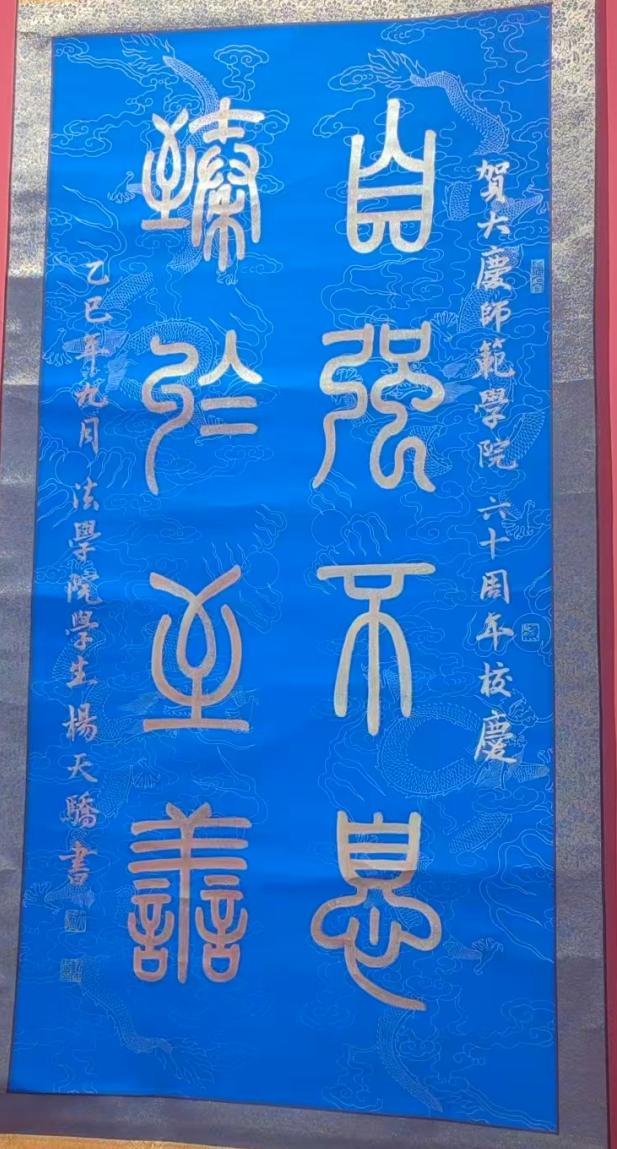 賀大慶師範學院 六十周年校慶
自強不息
臻於至善
乙巳年九月 法學院學生楊天驕書